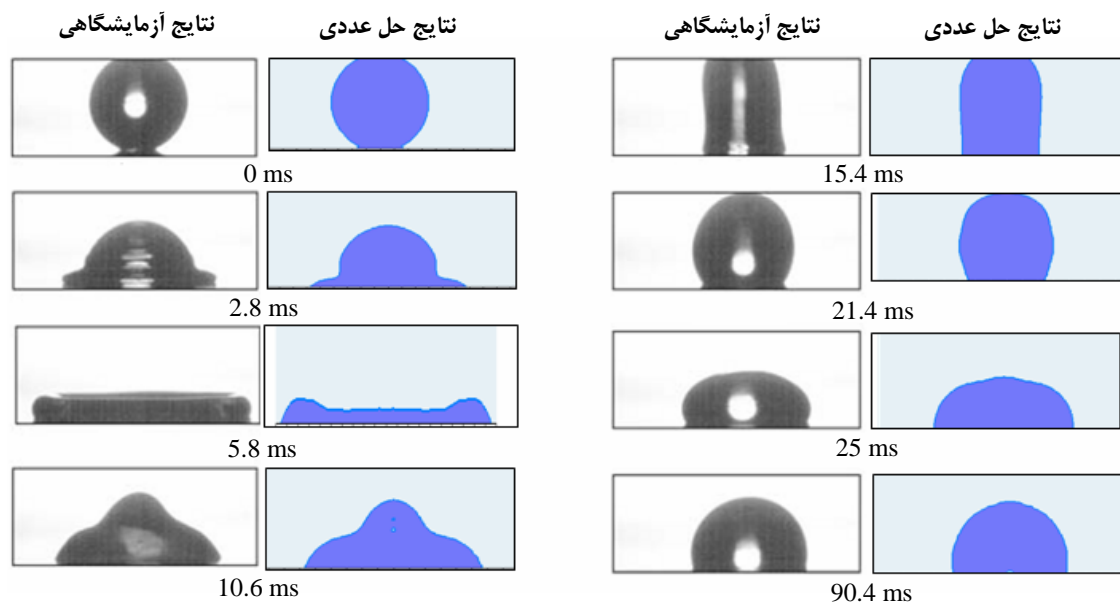 نتایج آزمایشگاهی
نتایج حل عددی
0 ms
2.8 ms
5.8 ms
10.6 ms
نتایج آزمایشگاهی
نتایج حل عددی
15.4 ms
21.4 ms
25 ms
90.4 ms